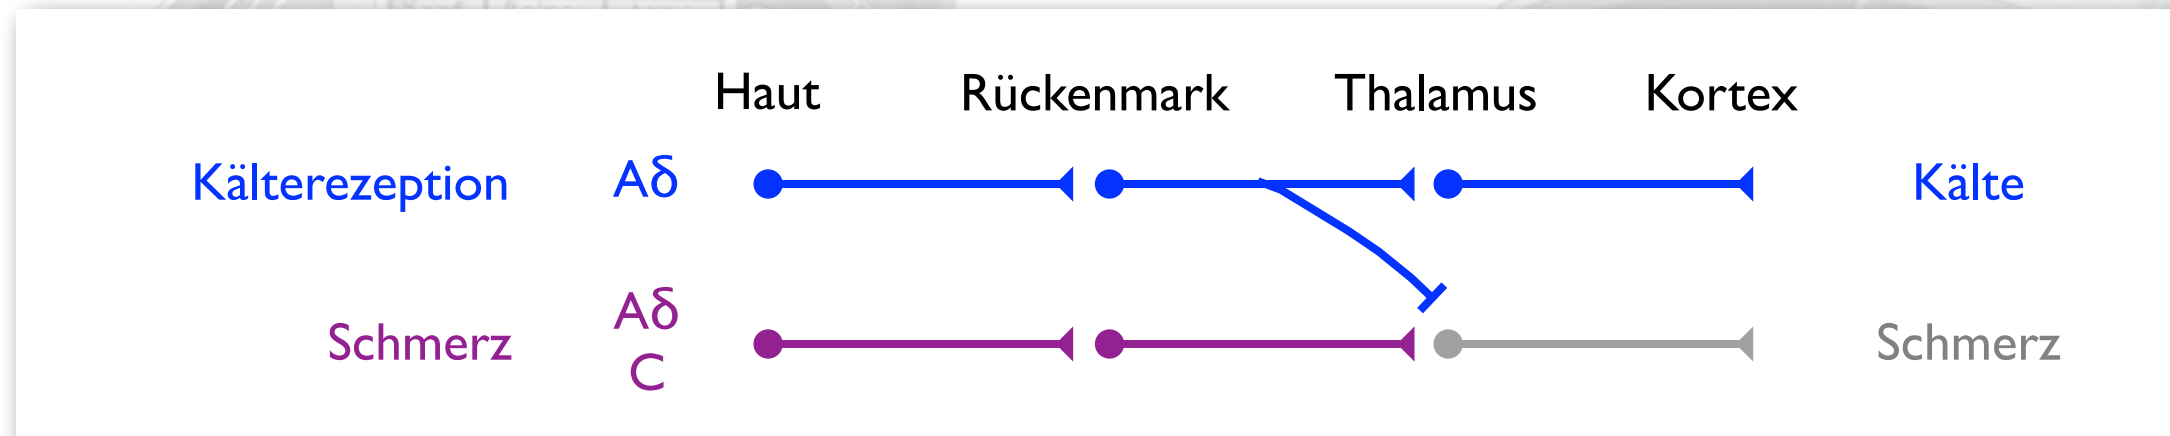 Haut Rückenmark Thalamus Kortex
Kälterezeption Aδ Kälte
Schmerz Aδ C Schmerz